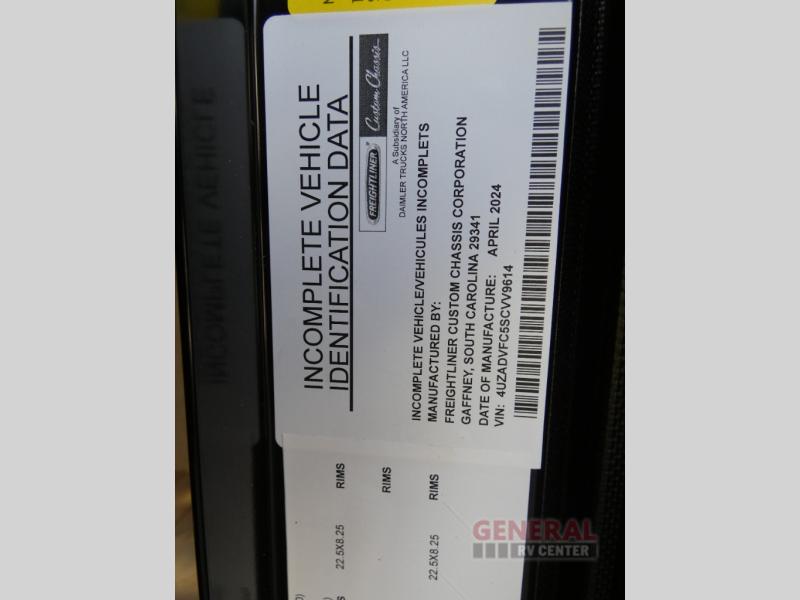 INCOMPLETE VEHICLE
IDENTIFICATION DATA
FREIGHTLINER Custom Chassis
A Subsidiary of
DAIMLER TRUCKS NORTH AMERICA LLC
INCOMPLETE VEHICLE/VEHICULES INCOMPLETS
MANUFACTURED BY:
FREIGHTLINER CUSTOM CHASSIS CORPORATION
GAFFNEY, SOUTH CAROLINA 29341
DATE OF MANUFACTURE: APRIL 2024
VIN: 4UZADVFC5SCVV9614
22.5X8.25 RIMS
RIMS
22.5X8.25 RIMS
GENERAL
RV CENTER
INCOMPLETE VEHICLE